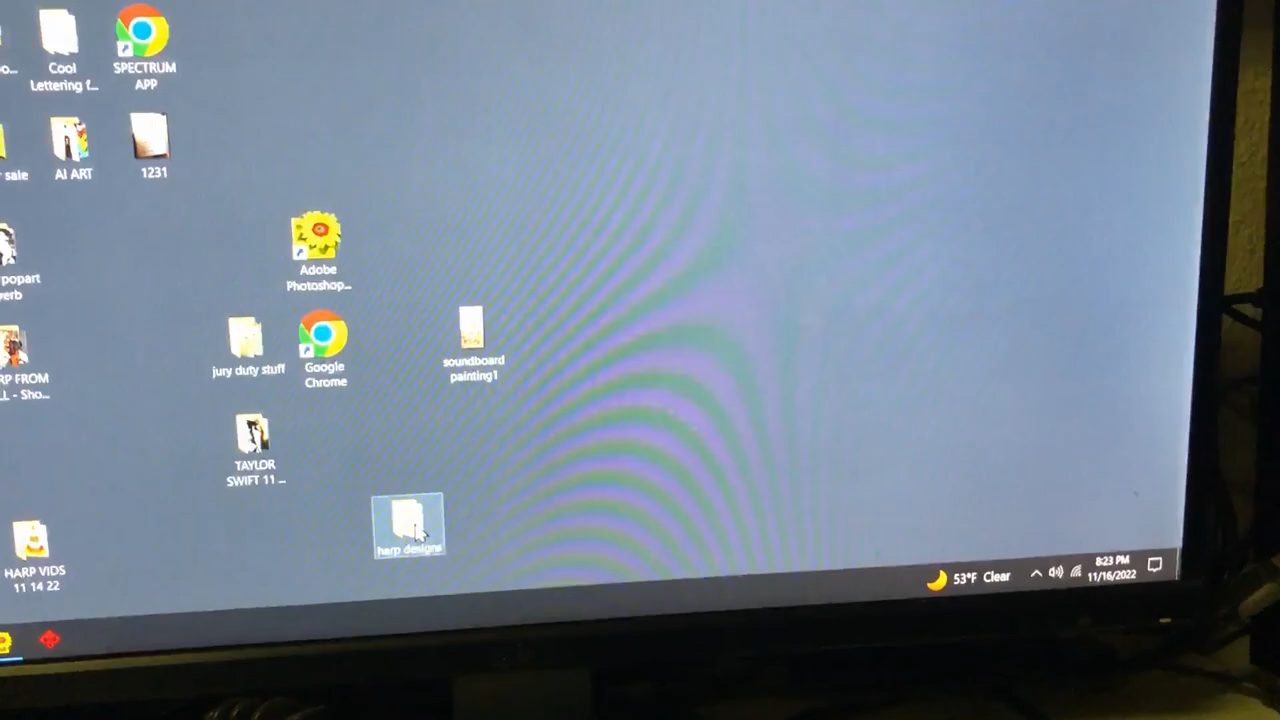 Cool
Lettering f...
SPECTRUM
APP
sale
AI ART
1231
popart
verb
Adobe
Photoshop...
jury duty stuff
Google
Chrome
soundboard
painting1
FROM
LL - Sho...
TAYLOR
SWIFT 11 ...
harp designs
HARP VIDS
11 14 22
53°F Clear
8:23 PM
11/16/2022